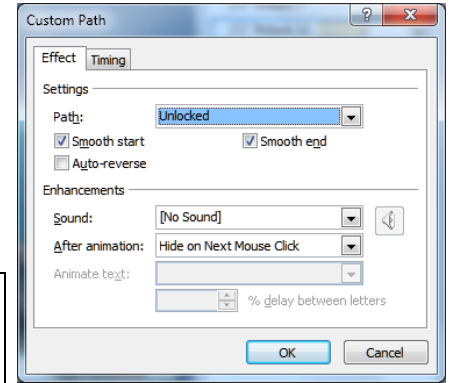 Custom Path
Effect Timing
Settings
Path: Unlocked
Smooth start Smooth end
Auto-reverse
Enhancements
Sound: [No Sound]
After animation: Hide on Next Mouse Click
Animate text:
% delay between letters
OK Cancel